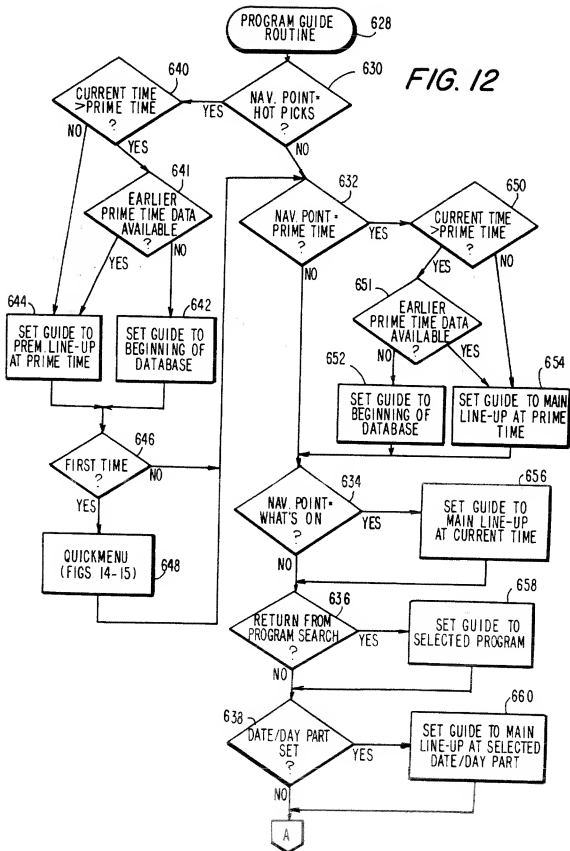 PROGRAM GUIDE
ROUTINE
628
FIG. 12
640
CURRENT TIME
>PRIME TIME
?
NO
YES
630
NAV. POINT=
HOT PICKS
?
YES
NO
641
EARLIER
PRIME TIME DATA
AVAILABLE
?
YES
NO
632
NAV. POINT=
PRIME TIME
?
YES
NO
650
CURRENT TIME
>PRIME TIME
?
YES
NO
651
EARLIER
PRIME TIME DATA
AVAILABLE
?
NO
YES
644
SET GUIDE TO
PREM. LINE-UP
AT PRIME TIME
642
SET GUIDE TO
BEGINNING OF
DATABASE
652
SET GUIDE TO
BEGINNING OF
DATABASE
654
SET GUIDE TO MAIN
LINE-UP AT PRIME
TIME
646
FIRST TIME
?
NO
YES
648
QUICKMENU
(FIGS 14-15)
634
NAV. POINT=
WHAT'S ON
?
YES
NO
656
SET GUIDE TO
MAIN LINE-UP
AT CURRENT TIME
636
RETURN FROM
PROGRAM SEARCH
?
YES
NO
658
SET GUIDE TO
SELECTED PROGRAM
638
DATE/DAY PART
SET
?
YES
NO
660
SET GUIDE TO MAIN
LINE-UP AT SELECTED
DATE/DAY PART
A